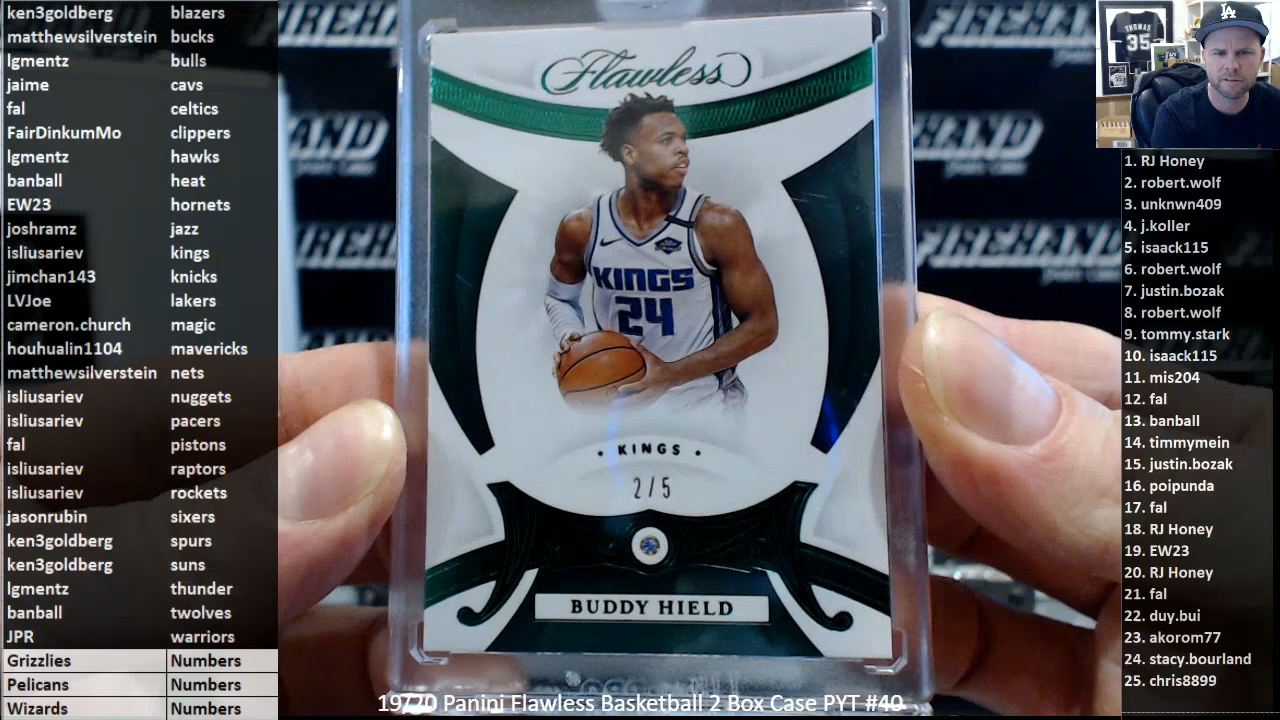 ken3goldberg blazers
matthewsilverstein bucks
lgmentz bulls
jaime cavs
fal celtics
FairDinkumMo clippers
lgmentz hawks
banball heat
EW23 hornets
joshramz jazz
isliusariev kings
jimchan143 knicks
LVJoe lakers
cameron.church magic
houhualin1104 mavericks
matthewsilverstein nets
isliusariev nuggets
isliusariev pacers
fal pistons
isliusariev raptors
isliusariev rockets
jasonrubin sixers
ken3goldberg spurs
ken3goldberg suns
lgmentz thunder
banball twolves
JPR warriors
Grizzlies Numbers
Pelicans Numbers
Wizards Numbers
Flawless
KINGS
24
• KINGS •
2/5
BUDDY HIELD
19/20 Panini Flawless Basketball 2 Box Case PYT #40
FIREHAND
THOMAS
35
LA
1. RJ Honey
2. robert.wolf
3. unknwn409
4. j.koller
5. isaack115
6. robert.wolf
7. justin.bozak
8. robert.wolf
9. tommy.stark
10. isaack115
11. mis204
12. fal
13. banball
14. timmymein
15. justin.bozak
16. poipunda
17. fal
18. RJ Honey
19. EW23
20. RJ Honey
21. fal
22. duy.bui
23. akorom77
24. stacy.bourland
25. chris8899